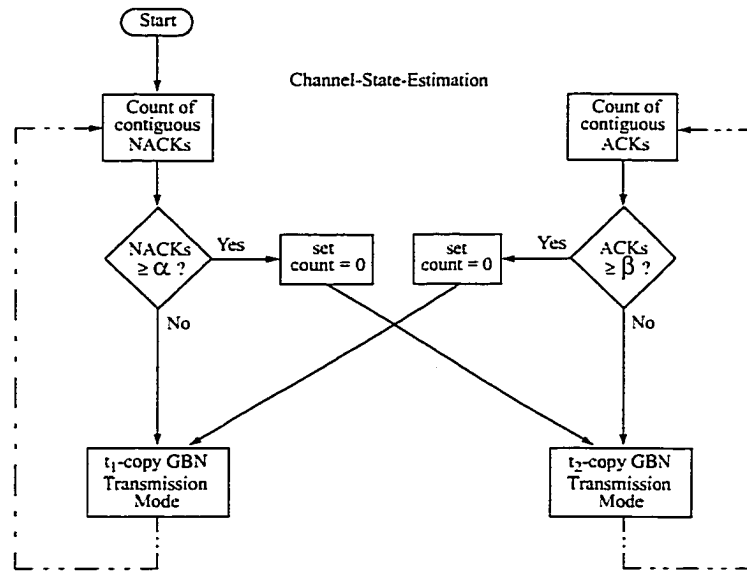 Start
Channel-State-Estimation
Count of
contiguous
NACKs
Count of
contiguous
ACKs
NACKs
≥ α ?
Yes
set
count = 0
set
count = 0
Yes
ACKs
≥ β ?
No
No
t₁-copy GBN
Transmission
Mode
t₂-copy GBN
Transmission
Mode